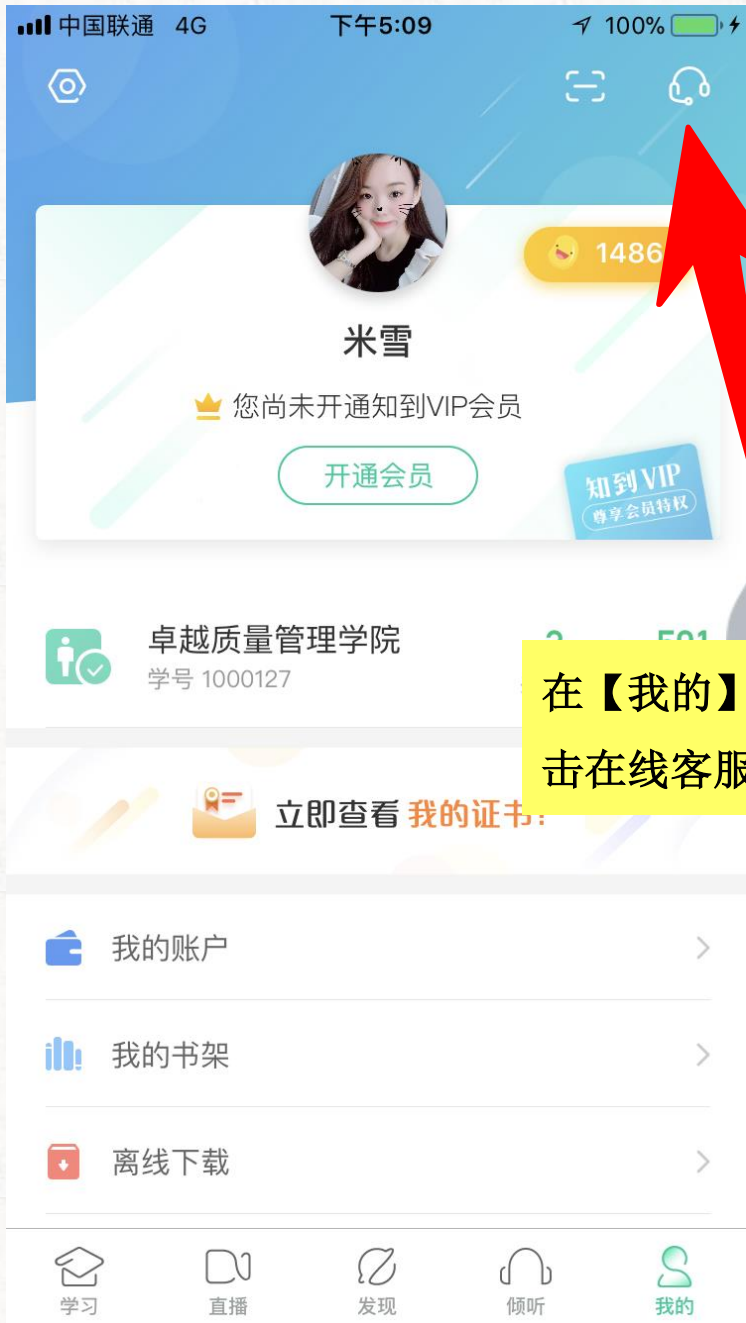 中国联通 4G 下午5:09 100%
1486
米雪
您尚未开通知到VIP会员
开通会员
知到VIP
尊享会员特权
卓越质量管理学院
学号 1000127
在【我的】
击在线客服
立即查看 我的证书！
我的账户
我的书架
离线下载
学习 直播 发现 倾听 我的